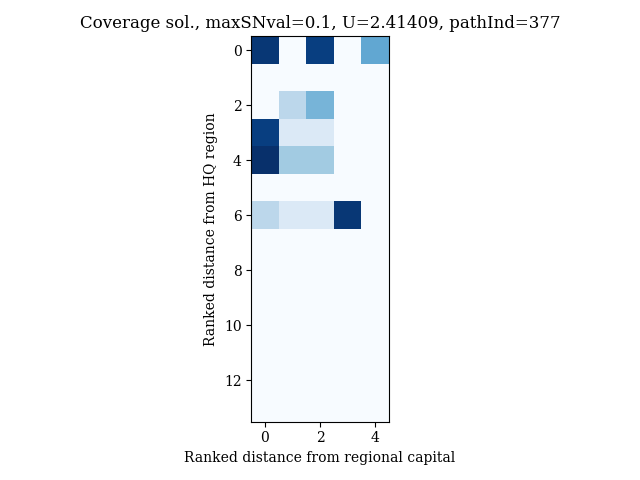 Coverage sol., maxSNval=0.1, U=2.41409, pathInd=377
0
2
4
6
8
10
12
Ranked distance from HQ region
0 2 4
Ranked distance from regional capital